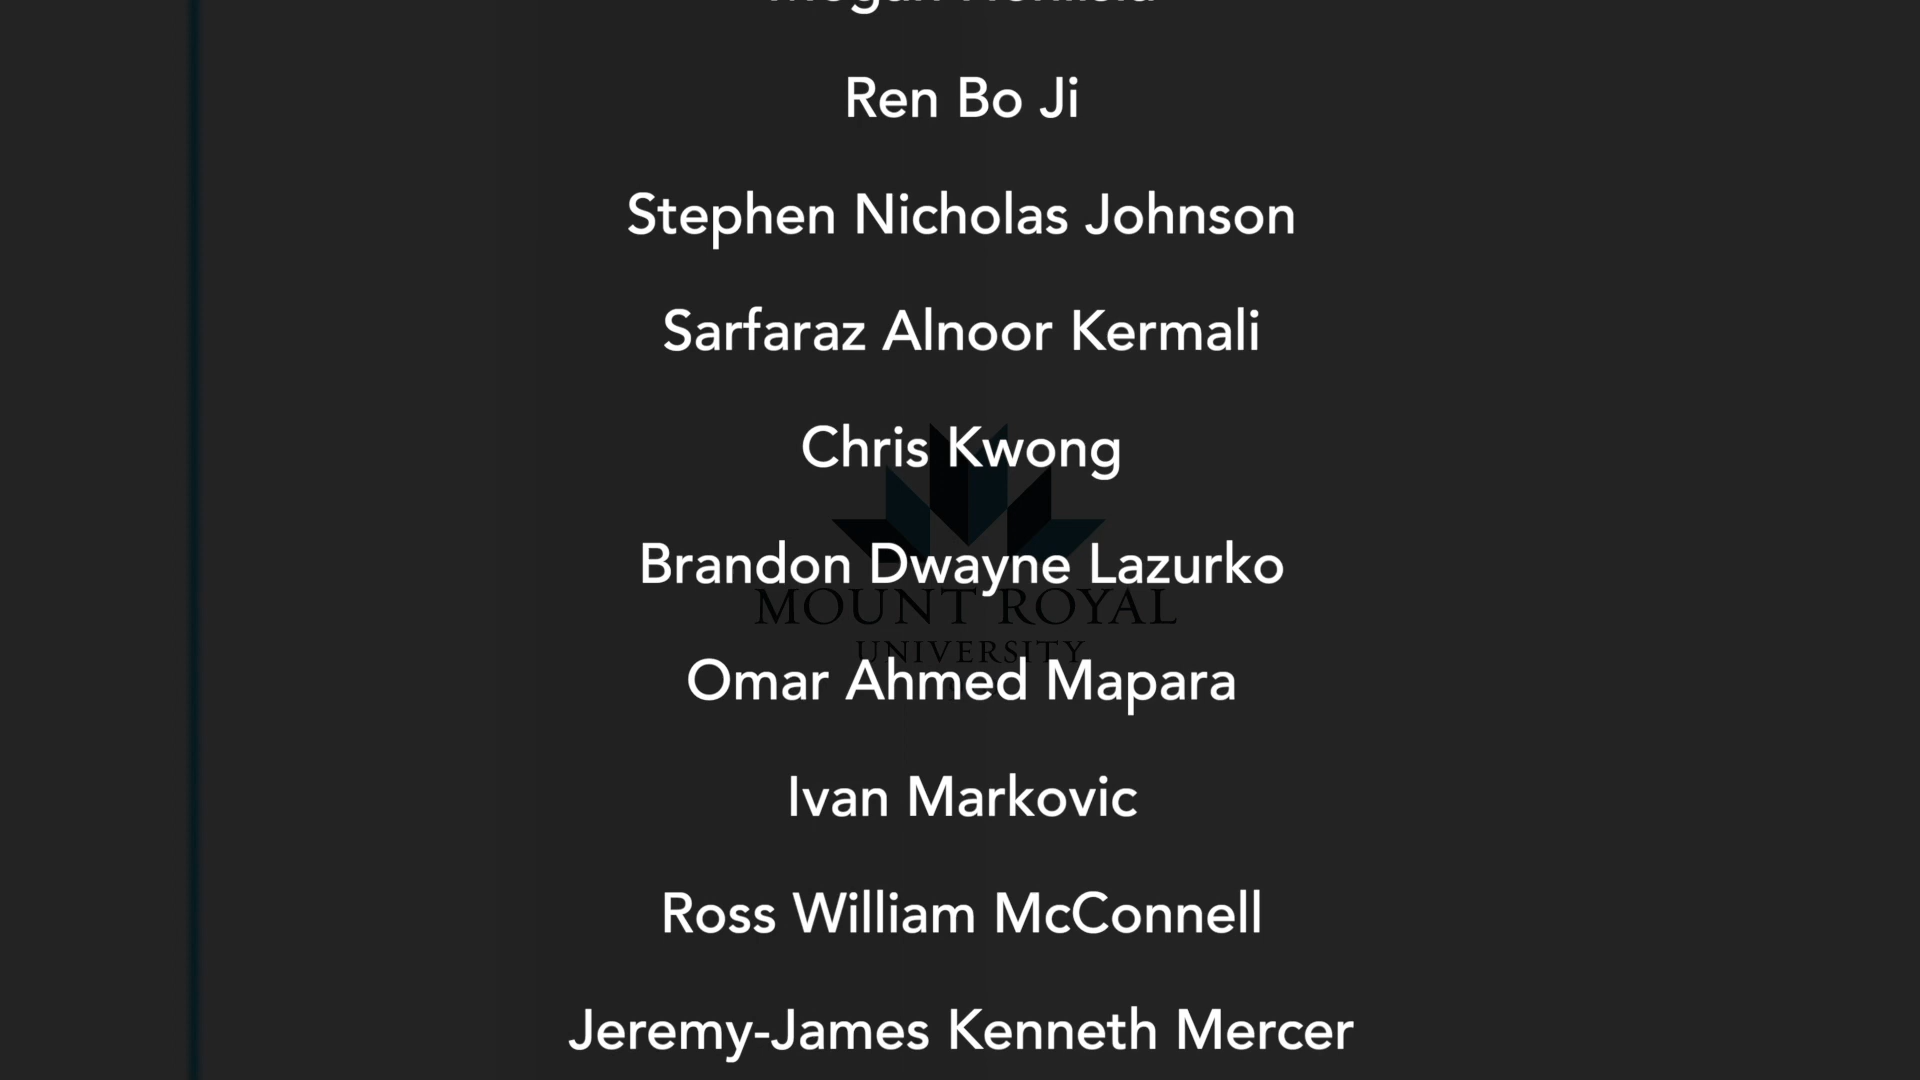 Ren Bo Ji
Stephen Nicholas Johnson
Sarfaraz Alnoor Kermali
Chris Kwong
Brandon Dwayne Lazurko
MOUNT ROYAL
UNIVERSITY
Omar Ahmed Mapara
Ivan Markovic
Ross William McConnell
Jeremy-James Kenneth Mercer